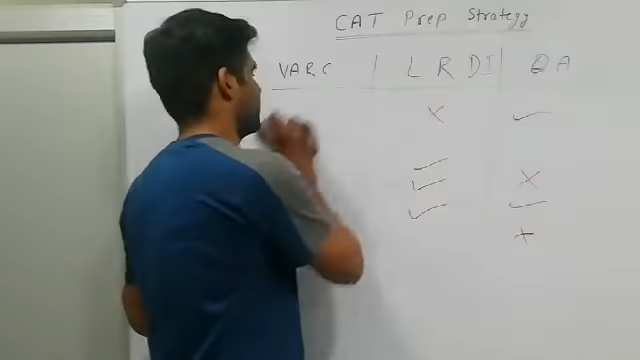 CAT Prep Strategy
VARC | LRDI | QA
✗ ✓
✓
✓ ✗
✓ ✓
✗